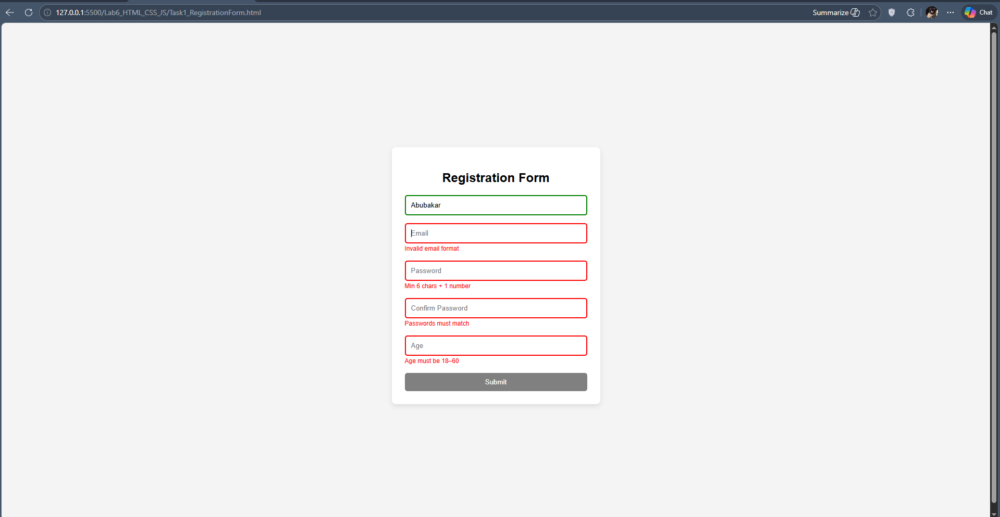 127.0.0.1:5500/Lab6_HTML_CSS_JS/Task1_RegistrationForm.html
Summarize
Chat
Registration Form
Abubakar
Email
Invalid email format
Password
Min 6 chars + 1 number
Confirm Password
Passwords must match
Age
Age must be 18–60
Submit